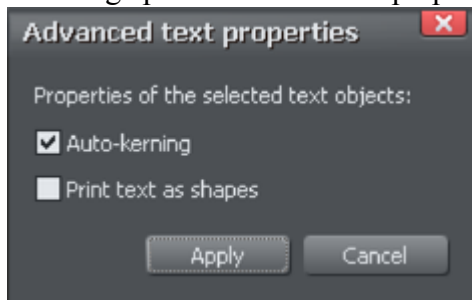 Advanced text properties
Properties of the selected text objects:
Auto-kerning
Print text as shapes
Apply Cancel